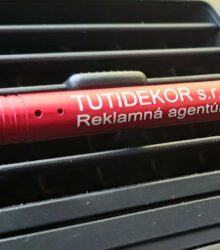 TUTIDEKOR s.r.
Reklamná agentú